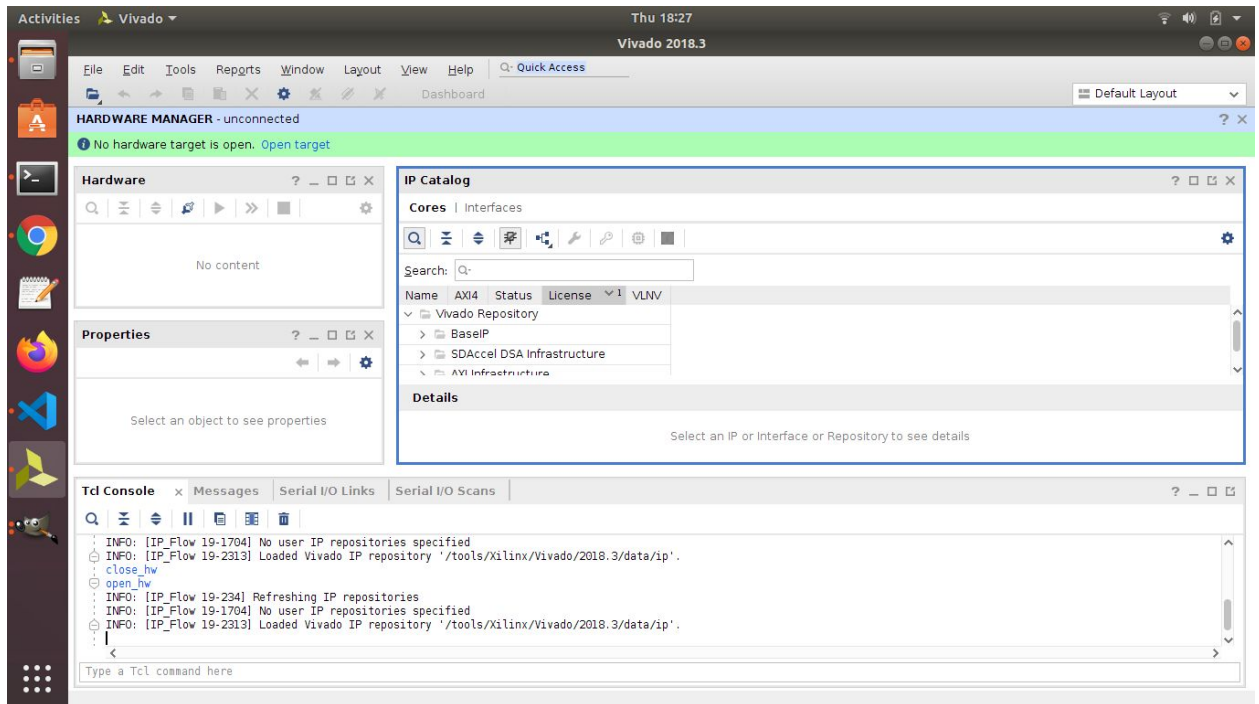 Activities Vivado Thu 18:27
Vivado 2018.3
File Edit Tools Reports Window Layout View Help Quick Access
Dashboard Default Layout
HARDWARE MANAGER - unconnected ?
No hardware target is open. Open target
Hardware ?
No content
Properties ?
Select an object to see properties
IP Catalog ?
Cores | Interfaces
Search:
Name AXI4 Status License 1 VLNV
Vivado Repository
BaseIP
SDAccel DSA Infrastructure
AXI Infrastructure
Details
Select an IP or Interface or Repository to see details
Tcl Console Messages Serial I/O Links Serial I/O Scans ?
INFO: [IP_Flow 19-1704] No user IP repositories specified
INFO: [IP_Flow 19-2313] Loaded Vivado IP repository '/tools/Xilinx/Vivado/2018.3/data/ip'.
close_hw
open_hw
INFO: [IP_Flow 19-234] Refreshing IP repositories
INFO: [IP_Flow 19-1704] No user IP repositories specified
INFO: [IP_Flow 19-2313] Loaded Vivado IP repository '/tools/Xilinx/Vivado/2018.3/data/ip'.
Type a Tcl command here